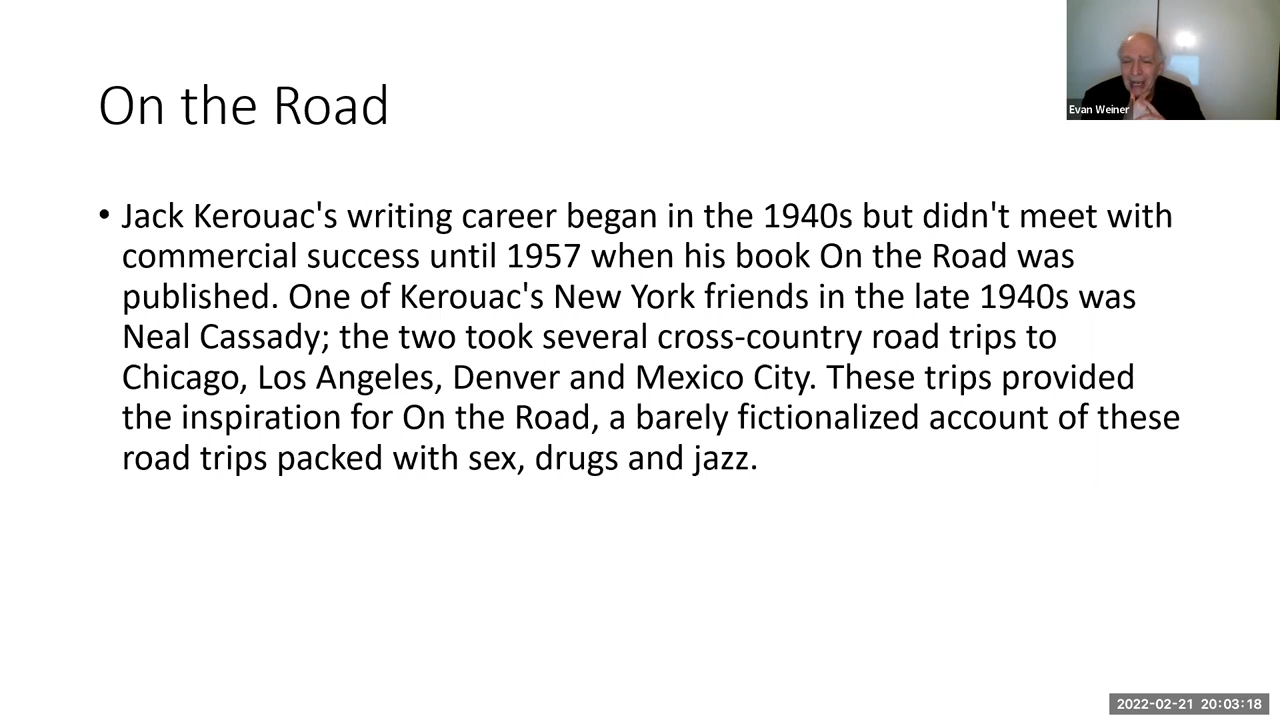 On the Road
• Jack Kerouac's writing career began in the 1940s but didn't meet with
commercial success until 1957 when his book On the Road was
published. One of Kerouac's New York friends in the late 1940s was
Neal Cassady; the two took several cross-country road trips to
Chicago, Los Angeles, Denver and Mexico City. These trips provided
the inspiration for On the Road, a barely fictionalized account of these
road trips packed with sex, drugs and jazz.
Evan Weiner
2022-02-21 20:03:18